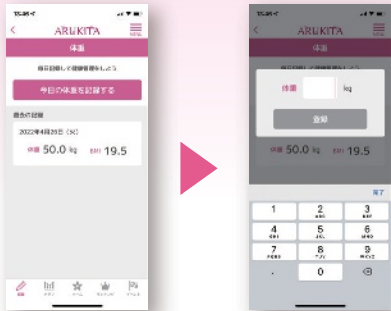 ARUKITA
MENU
体重
毎日記録して健康管理をしよう
今日の体重を記録する
過去の記録
2022年4月26日（火）
体重 50.0 kg BMI 19.5
ARUKITA
MENU
体重
体重 kg
登録
体重 50.0 kg BMI 19.5
完了
1 2 ABC 3 DEF
4 GHI 5 JKL 6 MNO
7 PQRS 8 TUV 9 WXYZ
. 0